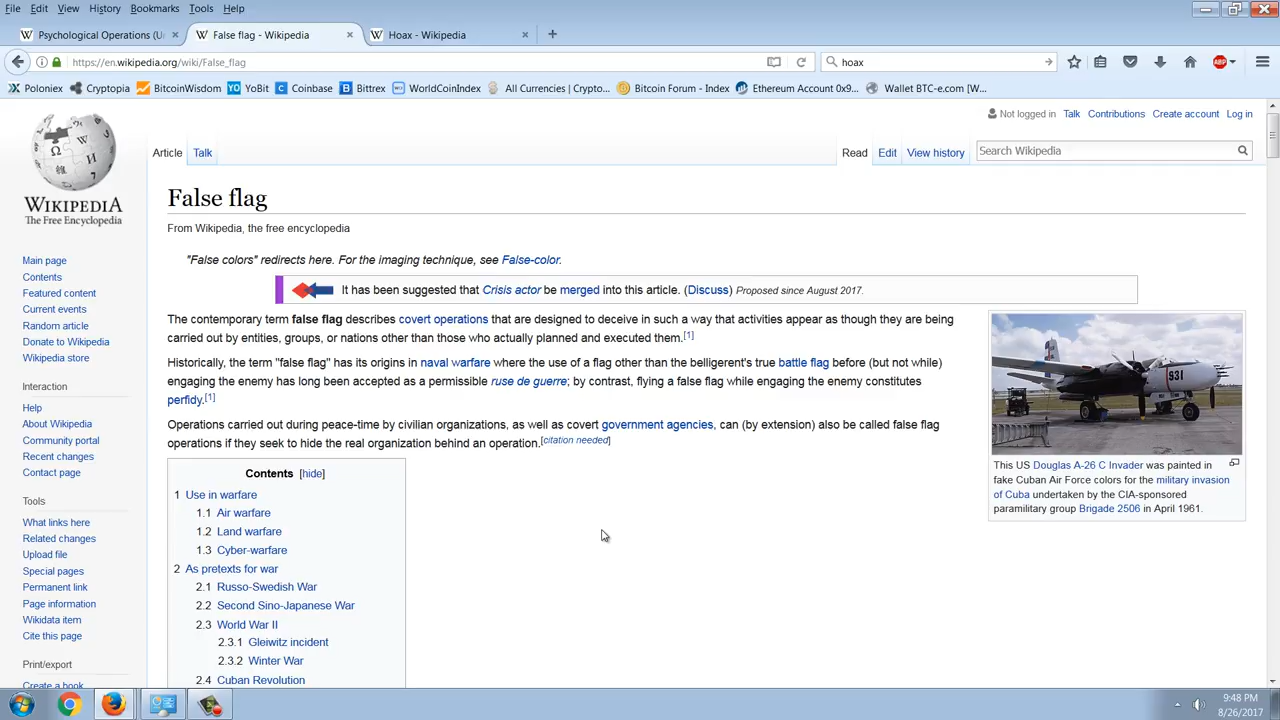 File Edit View History Bookmarks Tools Help
Psychological Operations (U
False flag - Wikipedia
Hoax - Wikipedia
https://en.wikipedia.org/wiki/False_flag
hoax
ABP
Poloniex Cryptopia BitcoinWisdom YoBit Coinbase Bittrex WorldCoinIndex All Currencies (Crypto... Bitcoin Forum - Index Ethereum Account 0x9... Wallet BTC-e.com [W...
Not logged in Talk Contributions Create account Log in
Article Talk
Read Edit View history
Search Wikipedia
WIKIPEDIA
The Free Encyclopedia
Main page
Contents
Featured content
Current events
Random article
Donate to Wikipedia
Wikipedia store
Interaction
Help
About Wikipedia
Community portal
Recent changes
Contact page
Tools
What links here
Related changes
Upload file
Special pages
Permanent link
Page information
Wikidata item
Cite this page
Print/export
Create a book
False flag
From Wikipedia, the free encyclopedia
"False colors" redirects here. For the imaging technique, see False-color.
It has been suggested that Crisis actor be merged into this article. (Discuss) Proposed since August 2017.
The contemporary term false flag describes covert operations that are designed to deceive in such a way that activities appear as though they are being
carried out by entities, groups, or nations other than those who actually planned and executed them.[1]
Historically, the term "false flag" has its origins in naval warfare where the use of a flag other than the belligerent's true battle flag before (but not while)
engaging the enemy has long been accepted as a permissible ruse de guerre; by contrast, flying a false flag while engaging the enemy constitutes
perfidy.[1]
Operations carried out during peace-time by civilian organizations, as well as covert government agencies, can (by extension) also be called false flag
operations if they seek to hide the real organization behind an operation.[citation needed]
Contents [hide]
1 Use in warfare
1.1 Air warfare
1.2 Land warfare
1.3 Cyber-warfare
2 As pretexts for war
2.1 Russo-Swedish War
2.2 Second Sino-Japanese War
2.3 World War II
2.3.1 Gleiwitz incident
2.3.2 Winter War
2.4 Cuban Revolution
931
This US Douglas A-26 C Invader was painted in
fake Cuban Air Force colors for the military invasion
of Cuba undertaken by the CIA-sponsored
paramilitary group Brigade 2506 in April 1961.
9:48 PM
8/26/2017